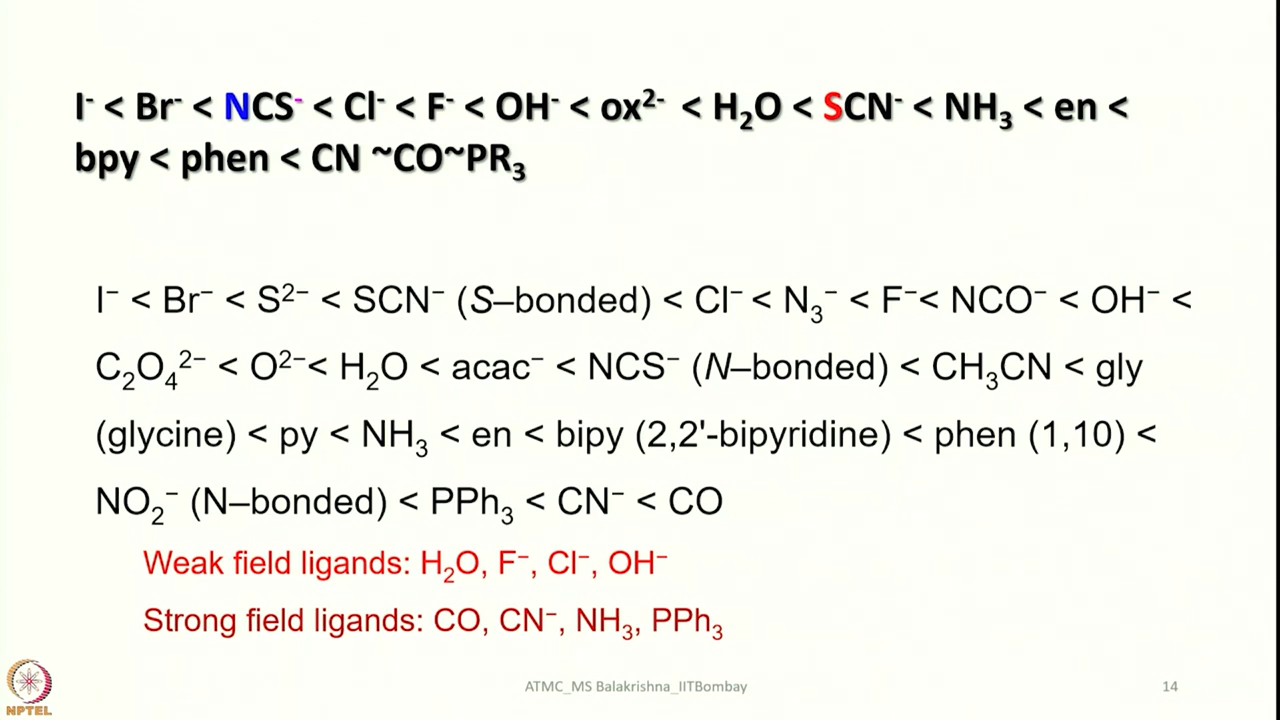 I⁻ < Br⁻ < NCS⁻ < Cl⁻ < F⁻ < OH⁻ < ox²⁻ < H₂O < SCN⁻ < NH₃ < en <
bpy < phen < CN ~CO~PR₃
I⁻ < Br⁻ < S²⁻ < SCN⁻ (S–bonded) < Cl⁻ < N₃⁻ < F⁻< NCO⁻ < OH⁻ <
C₂O₄²⁻ < O²⁻< H₂O < acac⁻ < NCS⁻ (N–bonded) < CH₃CN < gly
(glycine) < py < NH₃ < en < bipy (2,2'-bipyridine) < phen (1,10) <
NO₂⁻ (N–bonded) < PPh₃ < CN⁻ < CO
Weak field ligands: H₂O, F⁻, Cl⁻, OH⁻
Strong field ligands: CO, CN⁻, NH₃, PPh₃
NPTEL
ATMC_MS Balakrishna_IITBombay
14